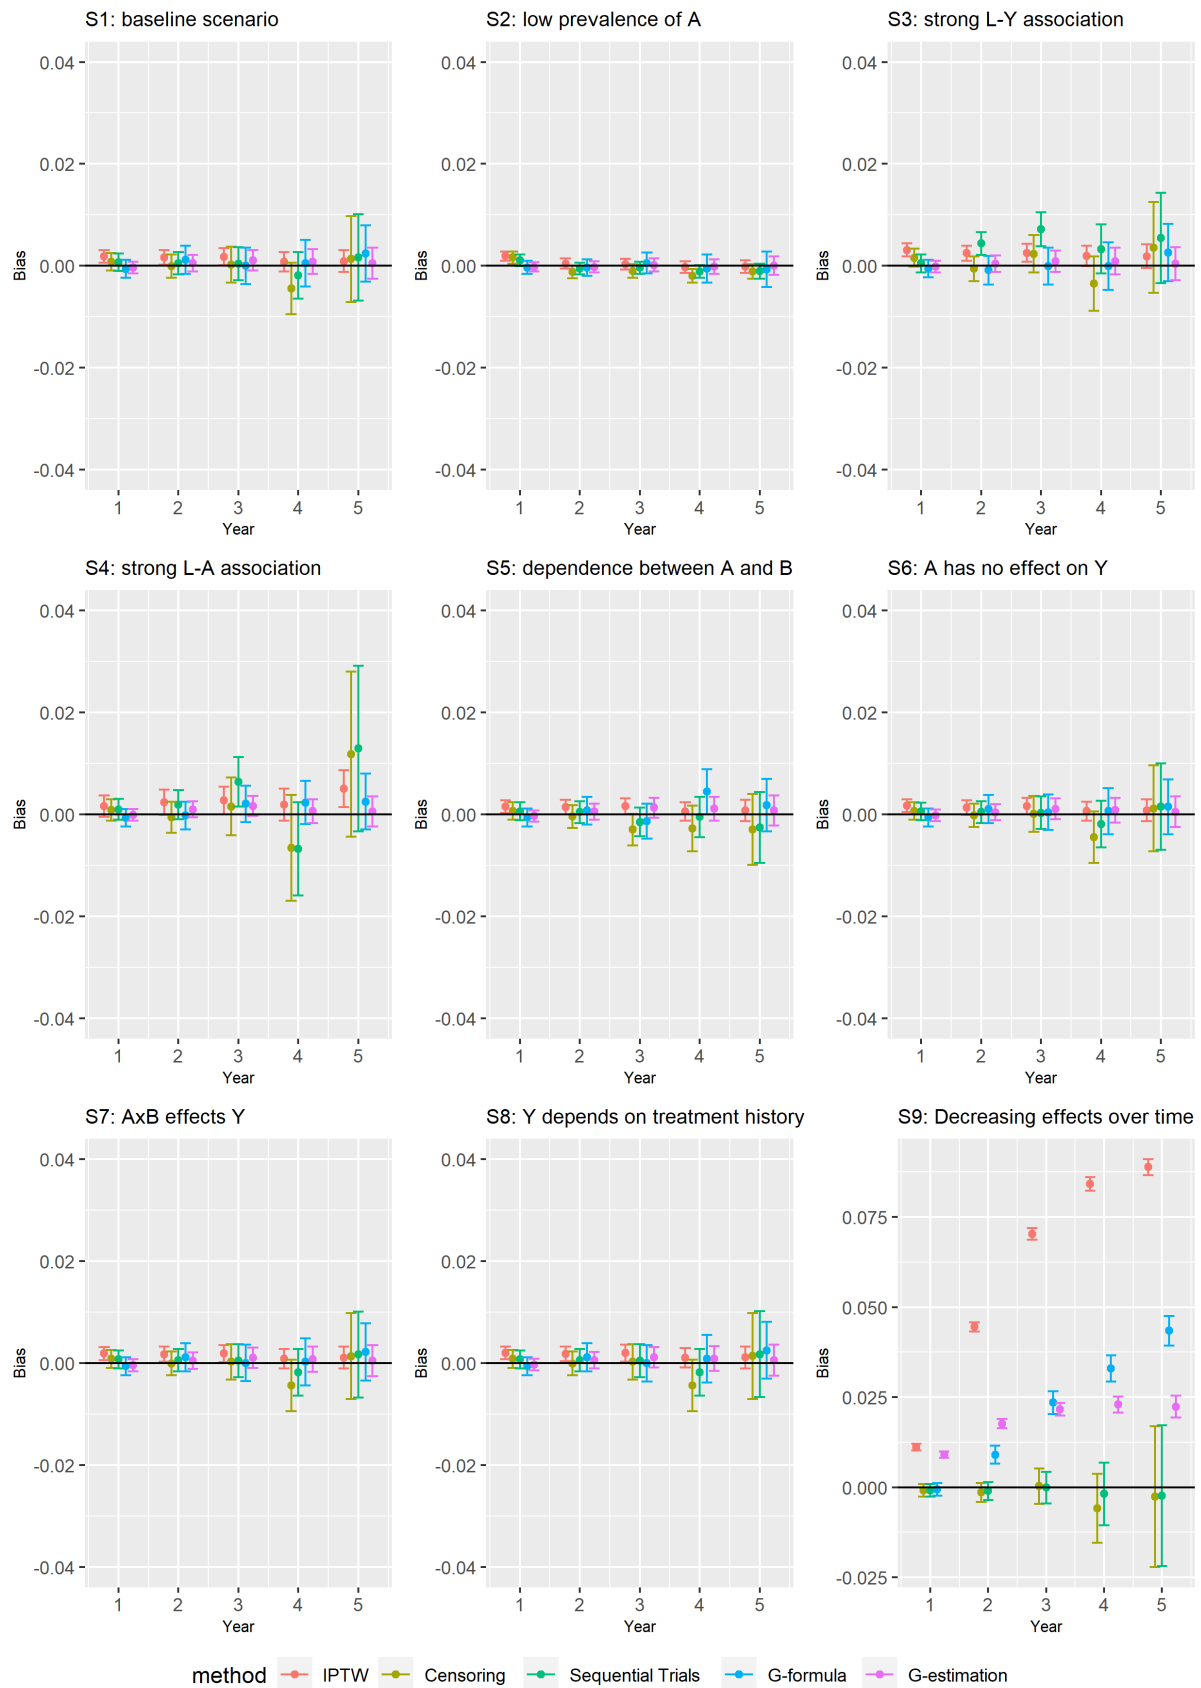 S1: baseline scenario
0.04
0.02
0.00
-0.02
-0.04
Bias
1 2 3 4 5
Year
S2: low prevalence of A
0.04
0.02
0.00
-0.02
-0.04
Bias
1 2 3 4 5
Year
S3: strong L-Y association
0.04
0.02
0.00
-0.02
-0.04
Bias
1 2 3 4 5
Year
S4: strong L-A association
0.04
0.02
0.00
-0.02
-0.04
Bias
1 2 3 4 5
Year
S5: dependence between A and B
0.04
0.02
0.00
-0.02
-0.04
Bias
1 2 3 4 5
Year
S6: A has no effect on Y
0.04
0.02
0.00
-0.02
-0.04
Bias
1 2 3 4 5
Year
S7: AxB effects Y
0.04
0.02
0.00
-0.02
-0.04
Bias
1 2 3 4 5
Year
S8: Y depends on treatment history
0.04
0.02
0.00
-0.02
-0.04
Bias
1 2 3 4 5
Year
S9: Decreasing effects over time
0.075
0.050
0.025
0.000
-0.025
Bias
1 2 3 4 5
Year
method IPTW Censoring Sequential Trials G-formula G-estimation